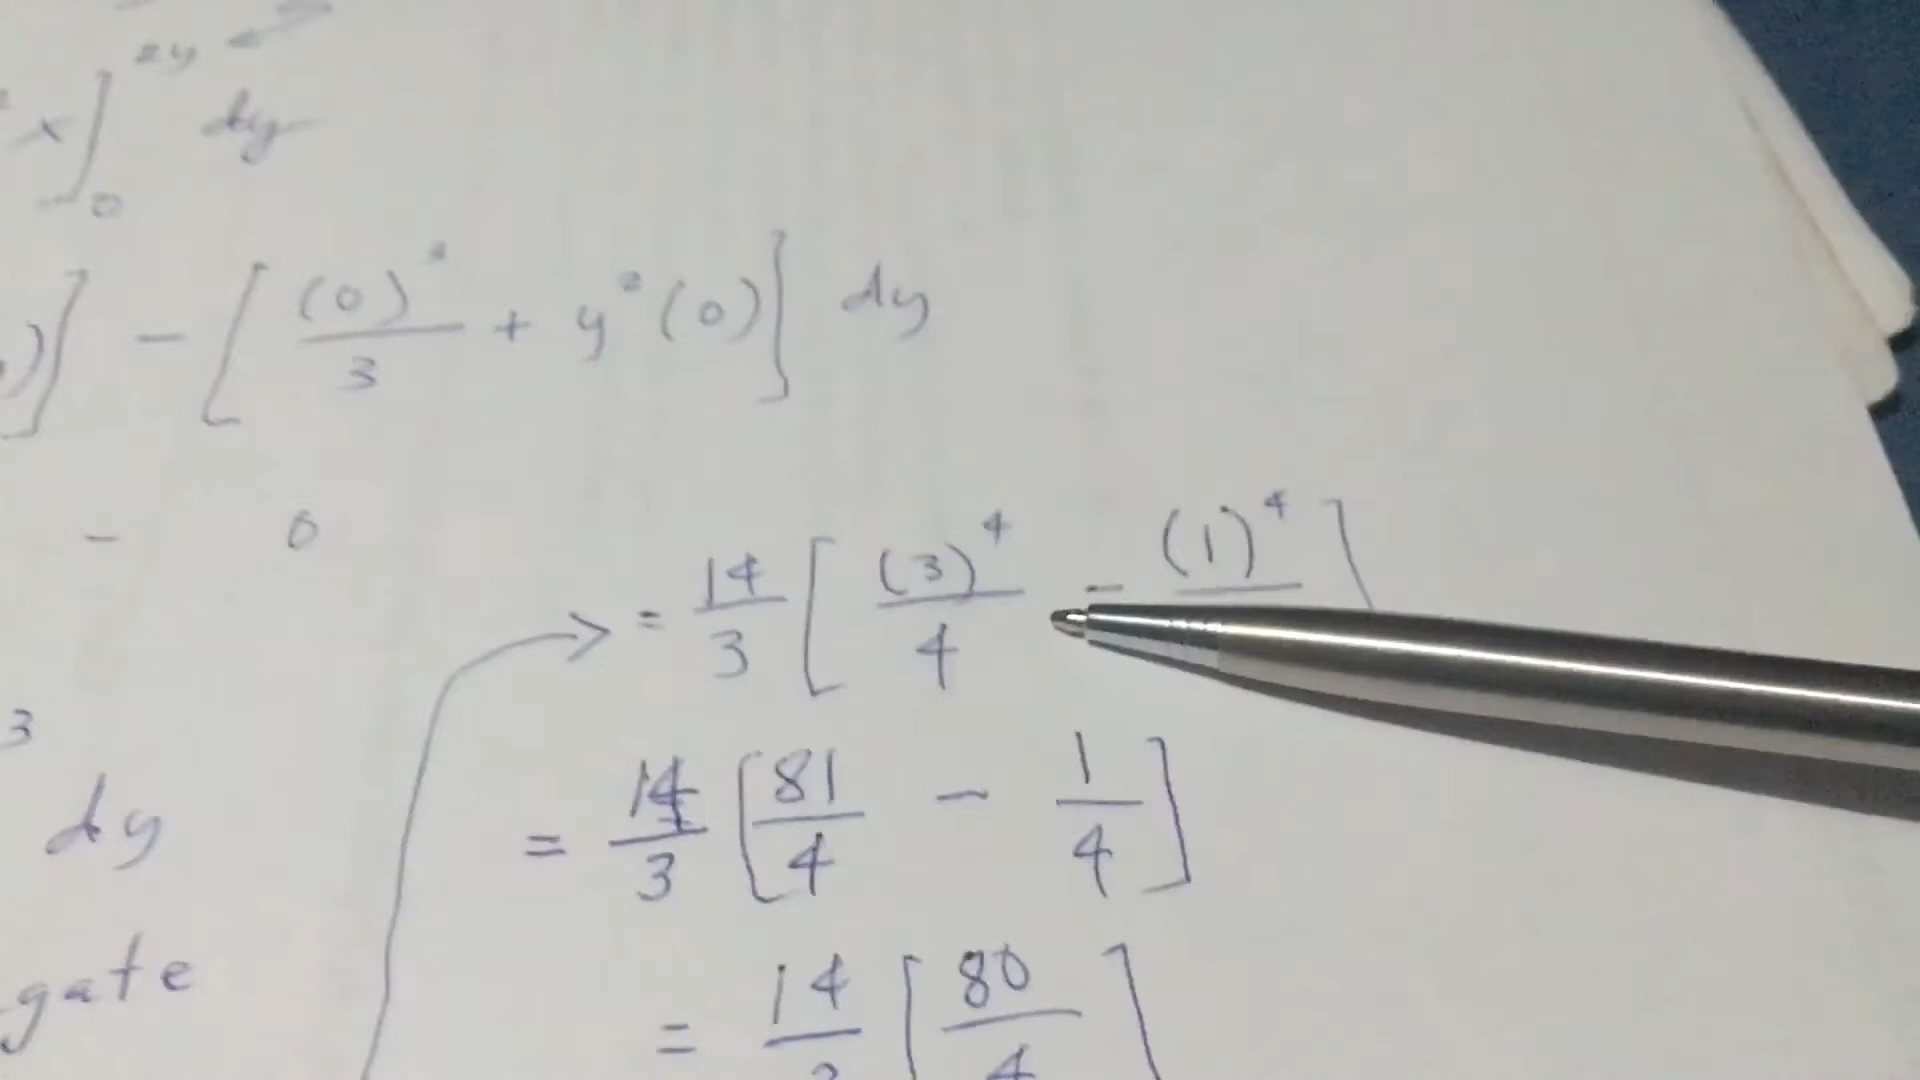 x]₀^{2y} dy
)] - [(0)³/3 + y²(0)] dy
- 0
= 14/3 [(3)⁴/4 - (1)⁴
3
dy
= 14/3 [81/4 - 1/4]
gate
= 14/3 [80/4]